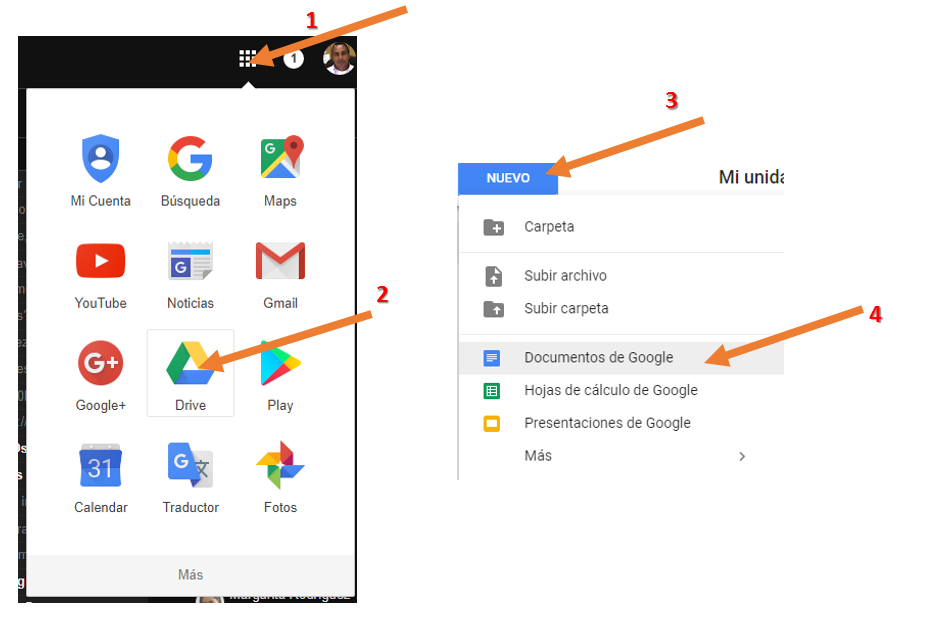 1
1
Mi Cuenta Búsqueda Maps
YouTube Noticias Gmail
2
Google+ Drive Play
31
Calendar Traductor Fotos
Más
3
NUEVO Mi unida
Carpeta
Subir archivo
Subir carpeta
4
Documentos de Google
Hojas de cálculo de Google
Presentaciones de Google
Más